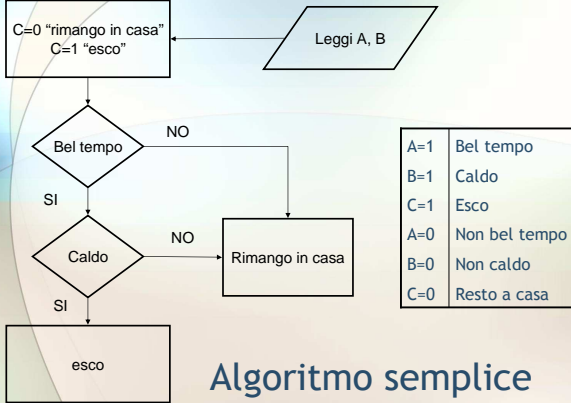 C=0 “rimango in casa”
C=1 “esco”
Leggi A, B
Bel tempo
NO
SI
Caldo
NO
Rimango in casa
SI
esco
A=1 Bel tempo
B=1 Caldo
C=1 Esco
A=0 Non bel tempo
B=0 Non caldo
C=0 Resto a casa
Algoritmo semplice